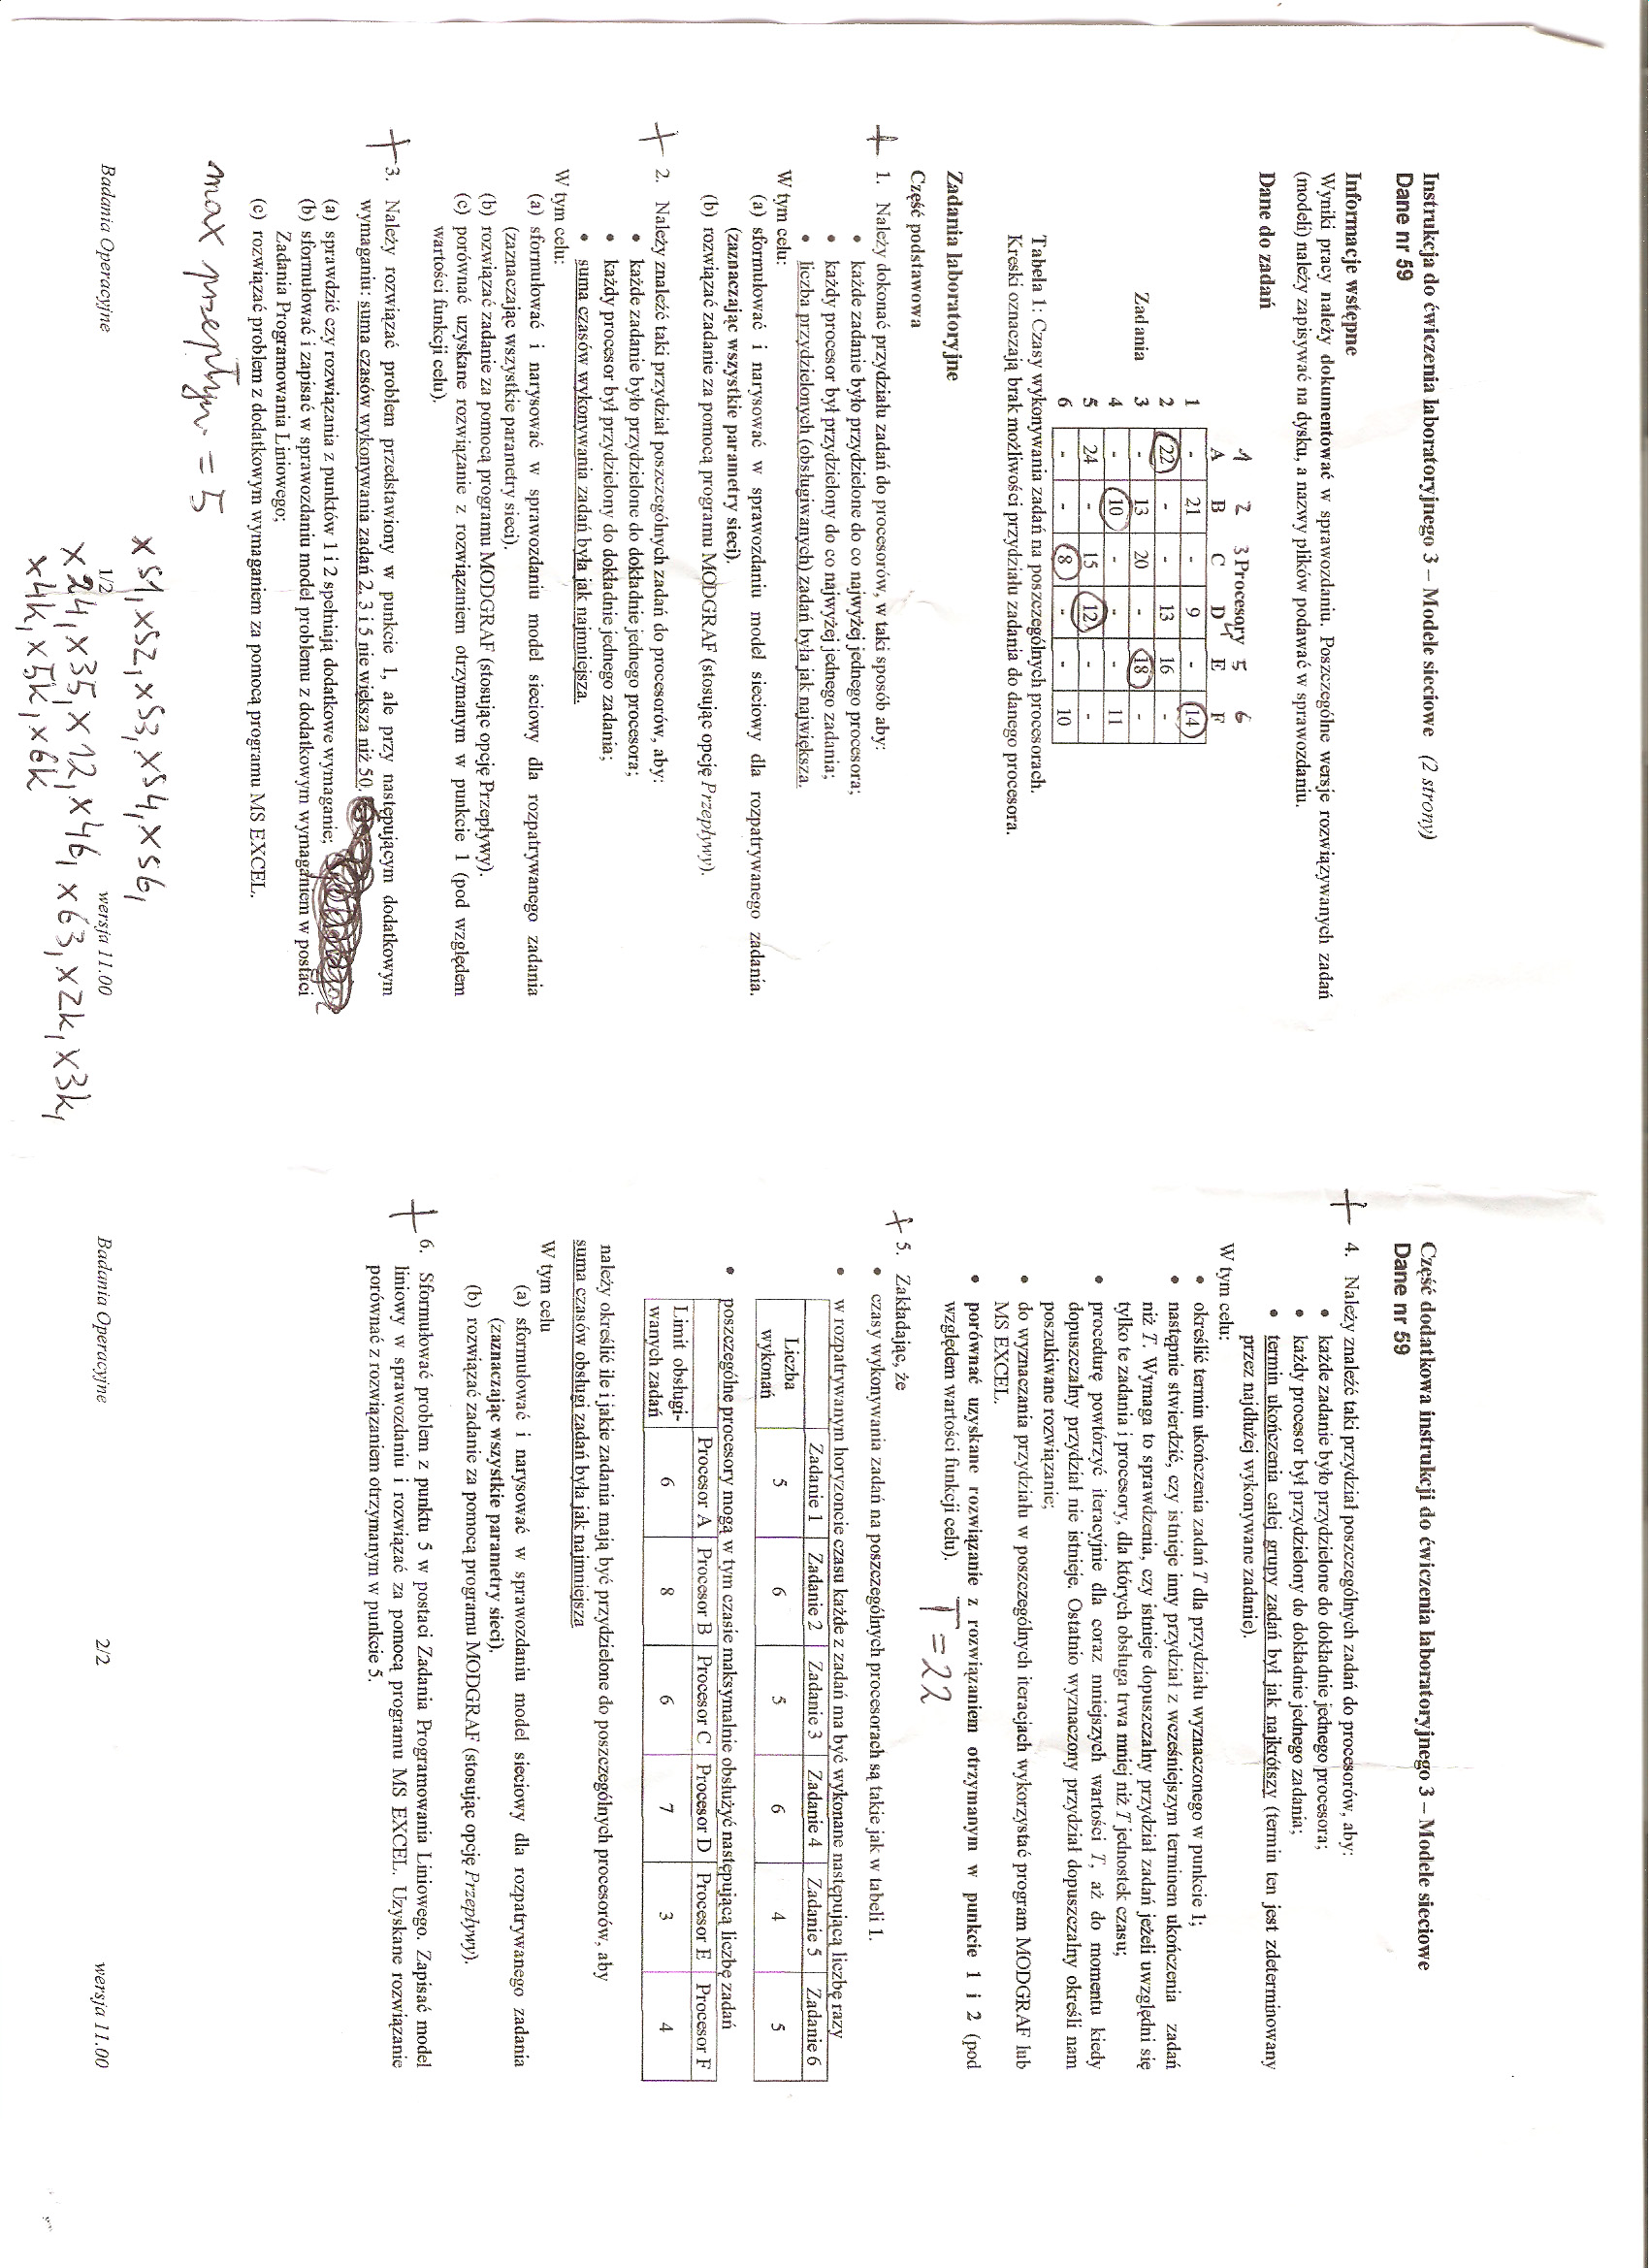 Instrukcja do ćwiczenia laboratoryjnego 3 – Modele sieciowe (2 strony)
Dane nr 59
Informacje wstępne
Wyniki pracy należy dokumentować w sprawozdaniu. Poszczególne wersje rozwiązywanych zadań
(modeli) należy zapisywać na dysku, a nazwy plików podawać w sprawozdaniu.
Dane do zadań
1 2 3 Procesory 4 5 6
A B C D E F
1 - 21 - 9 - 14
2 22 - - 13 16 -
Zadania 3 - 13 20 - 18 -
4 - 10 - - - 11
5 24 - 15 12 - -
6 - - 8 - - 10
Tabela 1: Czasy wykonywania zadań na poszczególnych procesorach.
Kreski oznaczają brak możliwości przydziału zadania do danego procesora.
Zadania laboratoryjne
Część podstawowa
+ 1. Należy dokonać przydziału zadań do procesorów, w taki sposób aby:
• każde zadanie było przydzielone do co najwyżej jednego procesora;
• każdy procesor był przydzielony do co najwyżej jednego zadania;
• liczba przydzielonych (obsługiwanych) zadań była jak największa.
W tym celu:
(a) sformułować i narysować w sprawozdaniu model sieciowy dla rozpatrywanego zadania.
(zaznaczając wszystkie parametry sieci).
(b) rozwiązać zadanie za pomocą programu MODGRAF (stosując opcję Przepływy).
+ 2. Należy znaleźć taki przydział poszczególnych zadań do procesorów, aby:
• każde zadanie było przydzielone do dokładnie jednego procesora;
• każdy procesor był przydzielony do dokładnie jednego zadania;
• suma czasów wykonywania zadań była jak najmniejsza.
W tym celu:
(a) sformułować i narysować w sprawozdaniu model sieciowy dla rozpatrywanego zadania
(zaznaczając wszystkie parametry sieci).
(b) rozwiązać zadanie za pomocą programu MODGRAF (stosując opcję Przepływy).
(c) porównać uzyskane rozwiązanie z rozwiązaniem otrzymanym w punkcie 1 (pod względem
wartości funkcji celu).
+ 3. Należy rozwiązać problem przedstawiony w punkcie 1, ale przy następującym dodatkowym
wymaganiu: suma czasów wykonywania zadań 2, 3 i 5 nie większa niż 50.
(a) sprawdzić czy rozwiązania z punktów 1 i 2 spełniają dodatkowe wymaganie;
(b) sformułować i zapisać w sprawozdaniu model problemu z dodatkowym wymaganiem w postaci
Zadania Programowania Liniowego;
(c) rozwiązać problem z dodatkowym wymaganiem za pomocą programu MS EXCEL.
max przepływ = 5
xs1, xs2, xs3, xs4, xs6,
Badania Operacyjne 1/2 wersja 11.00
x24, x35, x12, x46, x63, x2k, x3k,
x4k, x5k, x6k
Część dodatkowa instrukcji do ćwiczenia laboratoryjnego 3 – Modele sieciowe
Dane nr 59
+ 4. Należy znaleźć taki przydział poszczególnych zadań do procesorów, aby:
• każde zadanie było przydzielone do dokładnie jednego procesora;
• każdy procesor był przydzielony do dokładnie jednego zadania;
• termin ukończenia całej grupy zadań był jak najkrótszy (termin ten jest zdeterminowany
przez najdłużej wykonywane zadanie).
W tym celu:
• określić termin ukończenia zadań T dla przydziału wyznaczonego w punkcie 1;
• następnie stwierdzić, czy istnieje inny przydział z wcześniejszym terminem ukończenia zadań
niż T. Wymaga to sprawdzenia, czy istnieje dopuszczalny przydział zadań jeżeli uwzględni się
tylko te zadania i procesory, dla których obsługa trwa mniej niż T jednostek czasu;
• procedurę powtórzyć iteracyjnie dla coraz mniejszych wartości T, aż do momentu kiedy
dopuszczalny przydział nie istnieje. Ostatnio wyznaczony przydział dopuszczalny określi nam
poszukiwane rozwiązanie;
• do wyznaczania przydziału w poszczególnych iteracjach wykorzystać program MODGRAF lub
MS EXCEL.
• porównać uzyskane rozwiązanie z rozwiązaniem otrzymanym w punkcie 1 i 2 (pod
względem wartości funkcji celu).
T = 22
+ 5. Zakładając, że
• czasy wykonywania zadań na poszczególnych procesorach są takie jak w tabeli 1.
• w rozpatrywanym horyzoncie czasu każde z zadań ma być wykonane następującą liczbę razy
Zadanie 1 Zadanie 2 Zadanie 3 Zadanie 4 Zadanie 5 Zadanie 6
Liczba wykonań 5 6 5 6 4 5
• poszczególne procesory mogą w tym czasie maksymalnie obsłużyć następującą liczbę zadań
Procesor A Procesor B Procesor C Procesor D Procesor E Procesor F
Limit obsługi-
wanych zadań 6 8 6 7 3 4
należy określić ile i jakie zadania mają być przydzielone do poszczególnych procesorów, aby
suma czasów obsługi zadań była jak najmniejsza
W tym celu
(a) sformułować i narysować w sprawozdaniu model sieciowy dla rozpatrywanego zadania
(zaznaczając wszystkie parametry sieci).
(b) rozwiązać zadanie za pomocą programu MODGRAF (stosując opcję Przepływy).
+ 6. Sformułować problem z punktu 5 w postaci Zadania Programowania Liniowego. Zapisać model
liniowy w sprawozdaniu i rozwiązać za pomocą programu MS EXCEL. Uzyskane rozwiązanie
porównać z rozwiązaniem otrzymanym w punkcie 5.
Badania Operacyjne 2/2 wersja 11.00